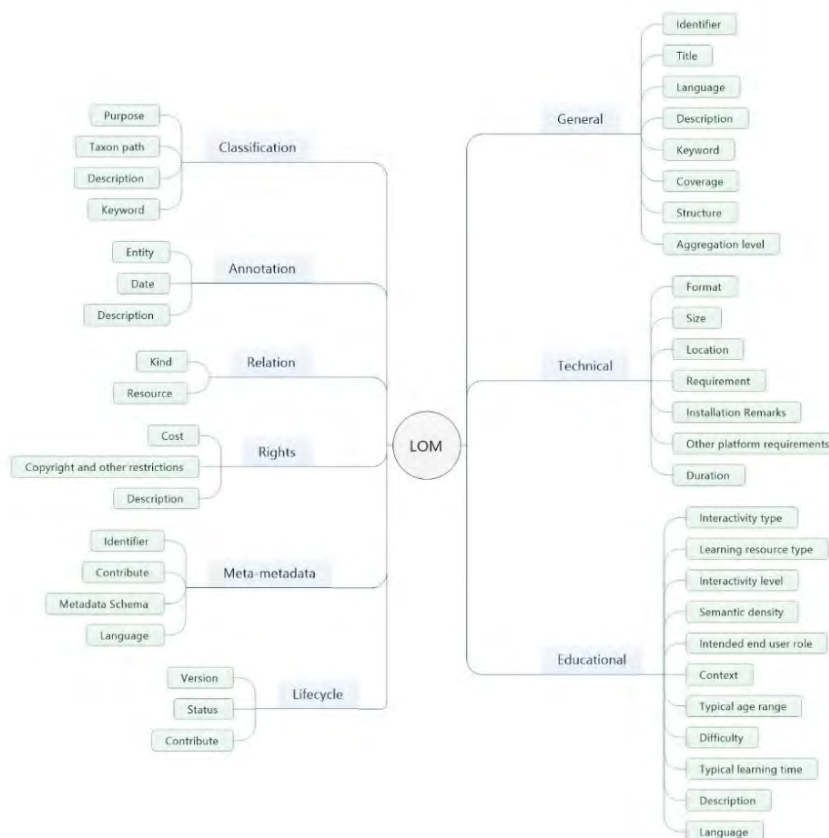 LOM
Classification
Purpose
Taxon path
Description
Keyword
Annotation
Entity
Date
Description
Relation
Kind
Resource
Rights
Cost
Copyright and other restrictions
Description
Meta-metadata
Identifier
Contribute
Metadata Schema
Language
Lifecycle
Version
Status
Contribute
General
Identifier
Title
Language
Description
Keyword
Coverage
Structure
Aggregation level
Technical
Format
Size
Location
Requirement
Installation Remarks
Other platform requirements
Duration
Educational
Interactivity type
Learning resource type
Interactivity level
Semantic density
Intended end user role
Context
Typical age range
Difficulty
Typical learning time
Description
Language